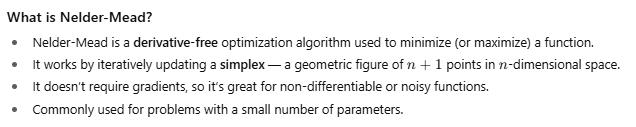 What is Nelder-Mead?
• Nelder-Mead is a derivative-free optimization algorithm used to minimize (or maximize) a function.
• It works by iteratively updating a simplex — a geometric figure of n + 1 points in n-dimensional space.
• It doesn't require gradients, so it's great for non-differentiable or noisy functions.
• Commonly used for problems with a small number of parameters.